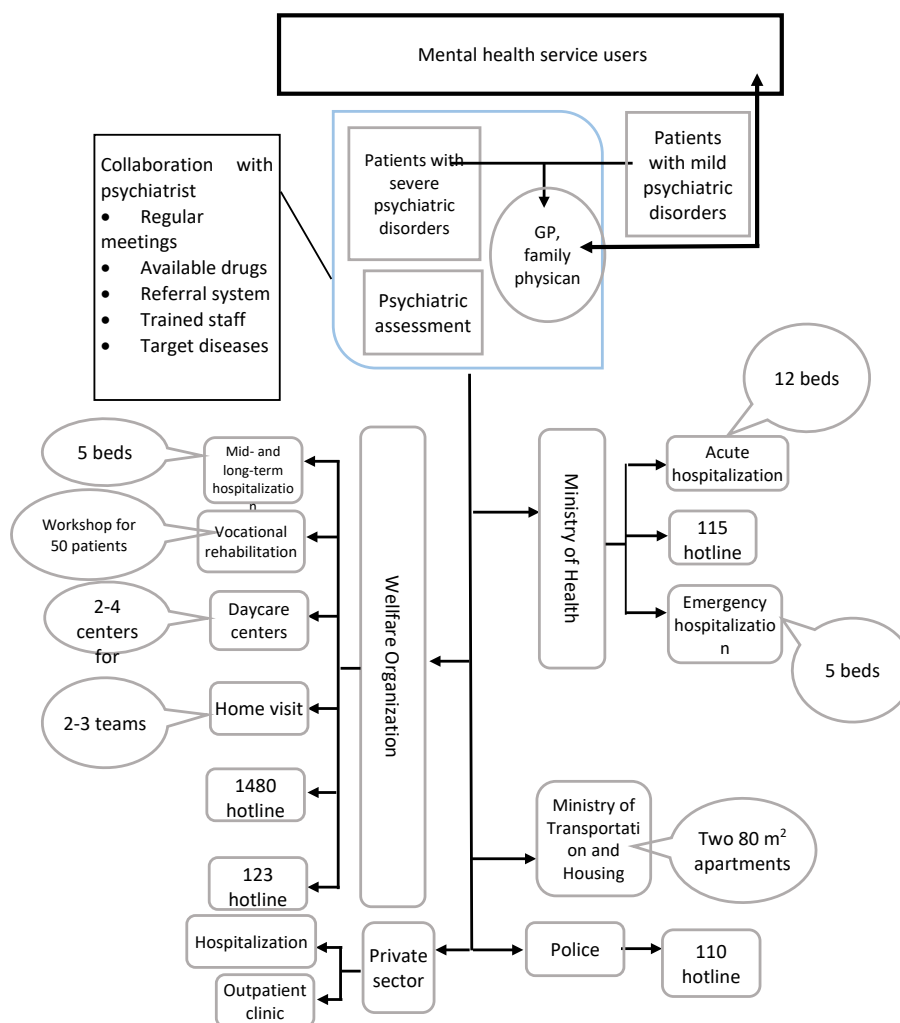 Mental health service users
Collaboration with
psychiatrist
• Regular
meetings
• Available drugs
• Referral system
• Trained staff
• Target diseases
Patients with
severe
psychiatric
disorders
Patients
with mild
psychiatric
disorders
GP,
family
physican
Psychiatric
assessment
12 beds
5 beds
Mid- and
long-term
hospitalizatio
n
Acute
hospitalization
Workshop for
50 patients
Vocational
rehabilitation
115
hotline
2-4
centers
for
Daycare
centers
Wellfare Organization
Ministry of Health
Emergency
hospitalizatio
n
5 beds
2-3 teams
Home visit
1480
hotline
Ministry of
Transportati
on and
Housing
Two 80 m²
apartments
123
hotline
Hospitalization
Outpatient
clinic
Private
sector
Police
110
hotline